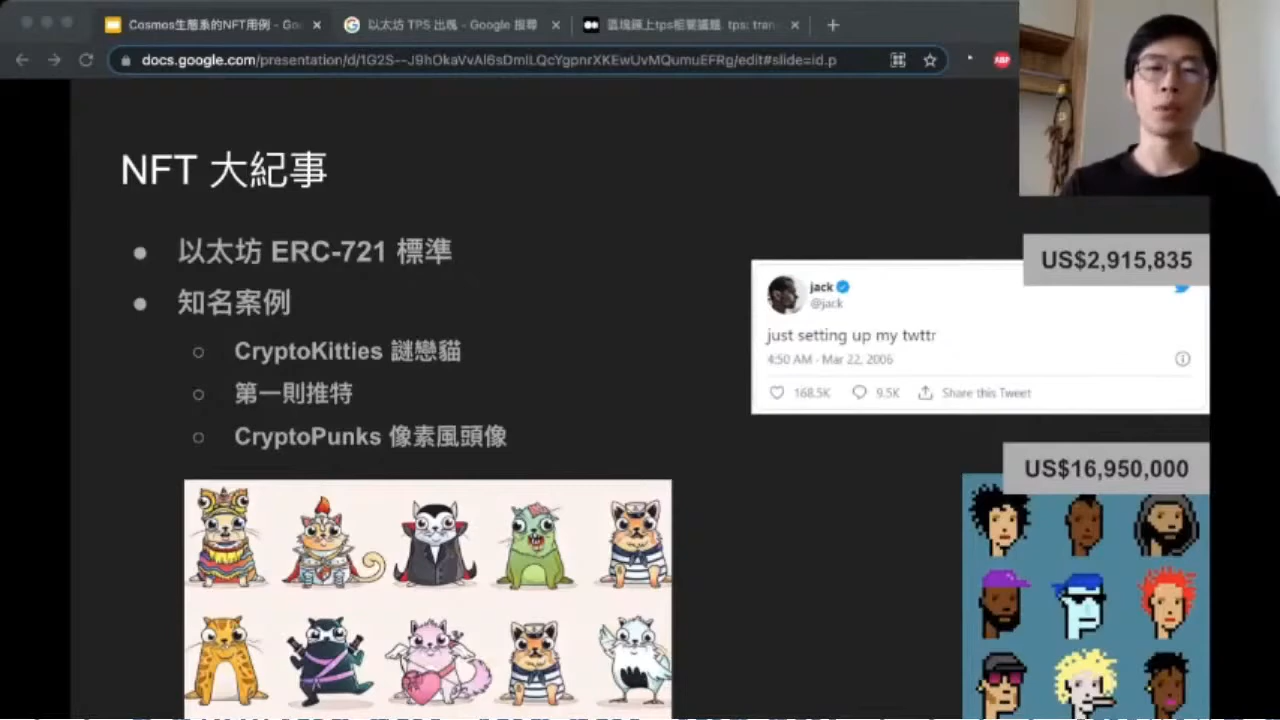 Cosmos生態系的NFT用例 - Goo
以太坊 TPS 出塊 - Google 搜尋
區塊鏈上tps相關議題. tps: tran
docs.google.com/presentation/d/1G2S--J9hOkaVvAl6sDmILQcYgpnrXKEwUvMQumuEFRg/edit#slide=id.p
ABP
NFT 大紀事
以太坊 ERC-721 標準
知名案例
CryptoKitties 謎戀貓
第一則推特
CryptoPunks 像素風頭像
US$2,915,835
jack
@jack
just setting up my twttr
4:50 AM - Mar 22, 2006
168.5K 9.5K Share this Tweet
US$16,950,000